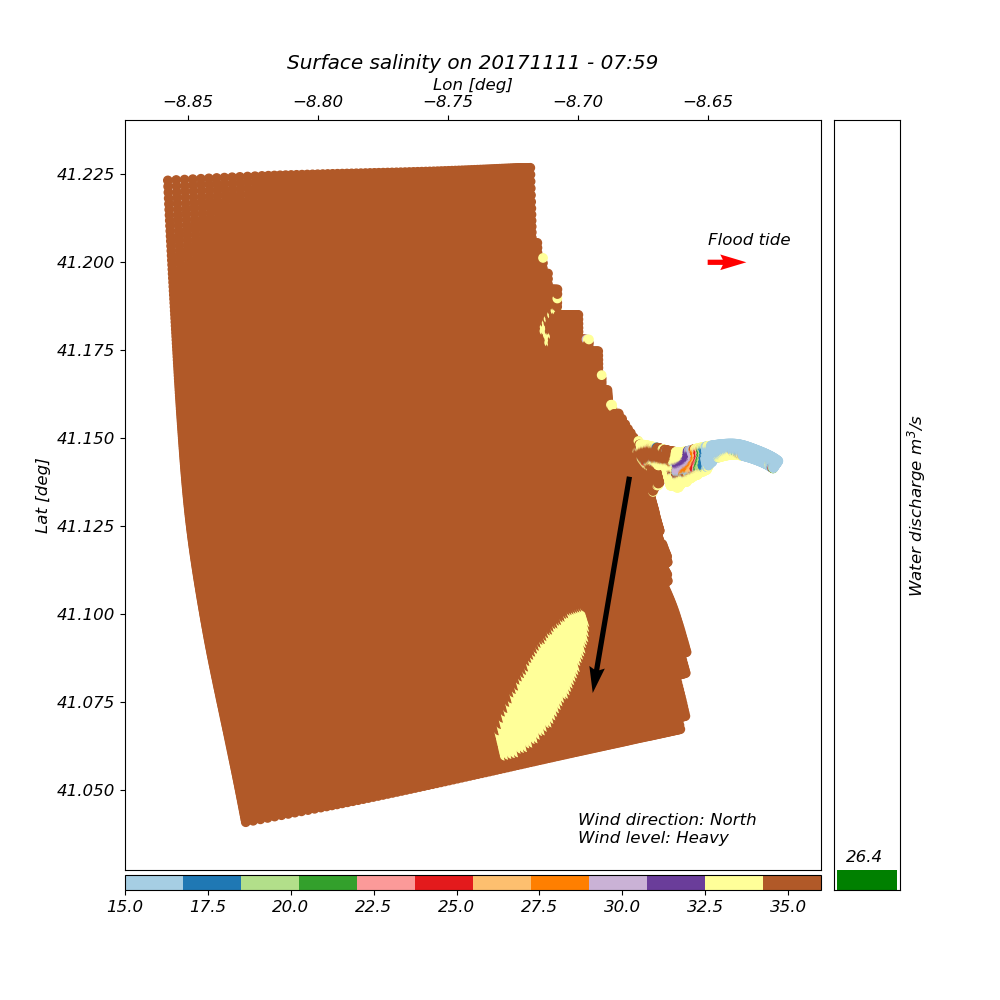 Surface salinity on 20171111 - 07:59
Lon [deg]
−8.85 −8.80 −8.75 −8.70 −8.65
41.225
41.200
41.175
41.150
41.125
41.100
41.075
41.050
Lat [deg]
Flood tide
Wind direction: North
Wind level: Heavy
15.0 17.5 20.0 22.5 25.0 27.5 30.0 32.5 35.0
26.4
Water discharge m³/s